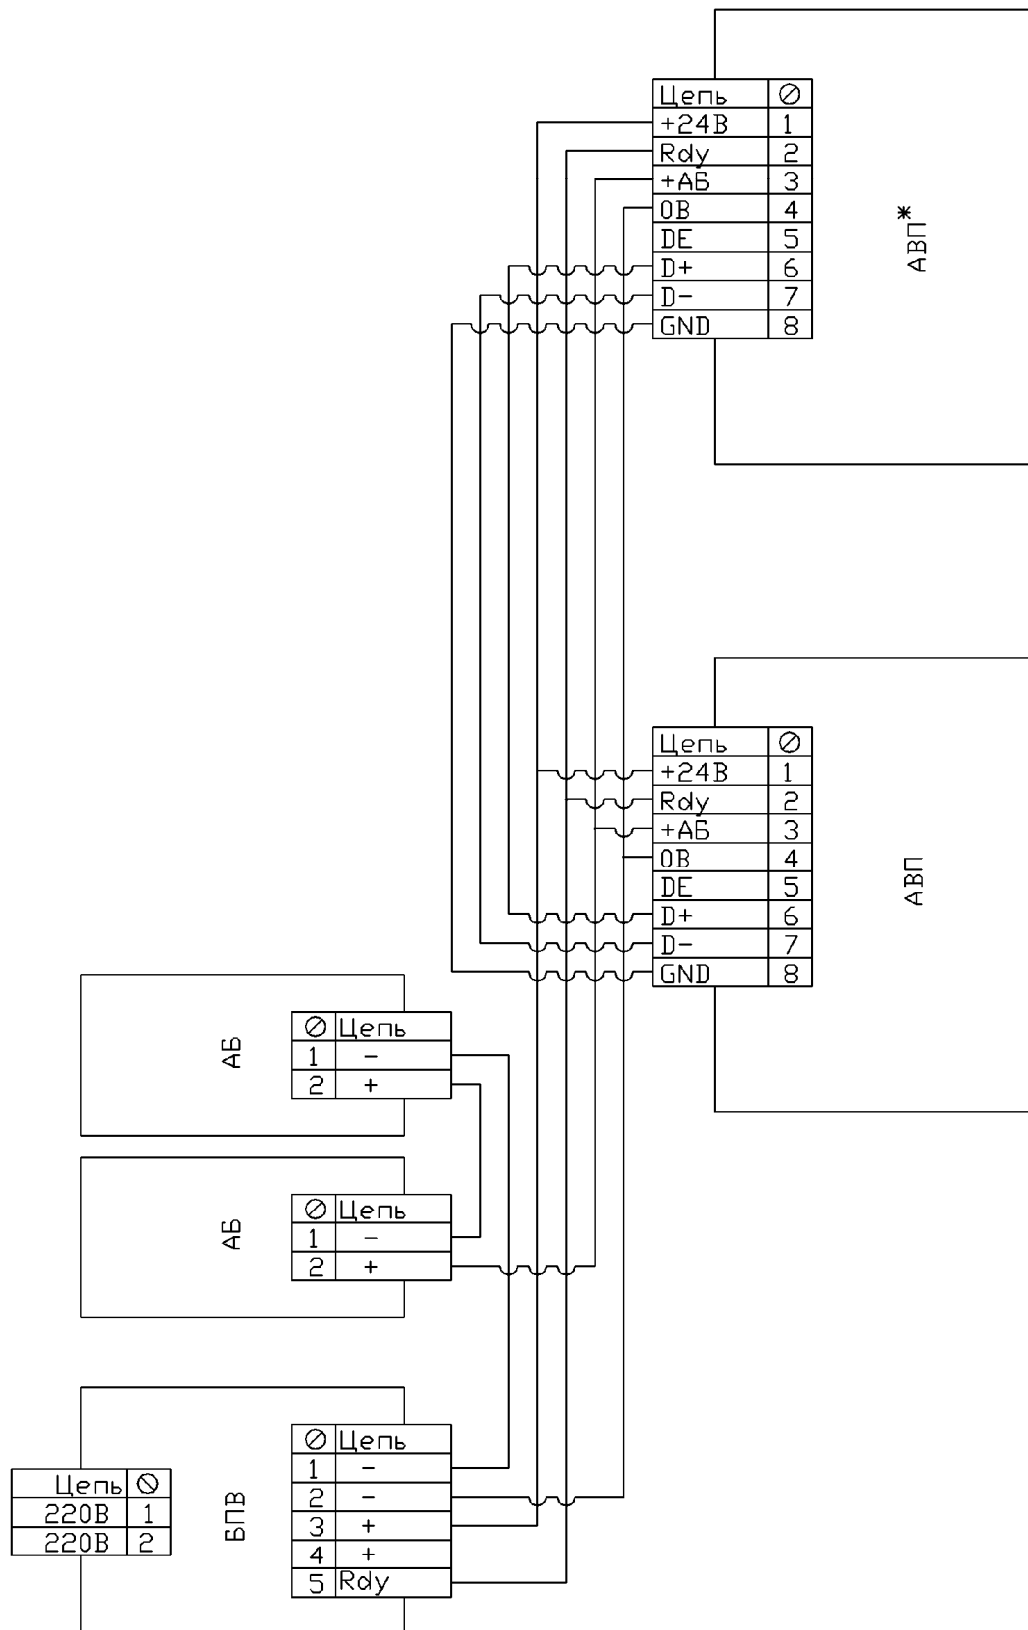 Цепь
+24В 1
Rdy 2
+АБ 3
0В 4
DE 5
D+ 6
D- 7
GND 8
АВП*
Цепь
+24В 1
Rdy 2
+АБ 3
0В 4
DE 5
D+ 6
D- 7
GND 8
АВП
АБ
Цепь
1 -
2 +
АБ
Цепь
1 -
2 +
Цепь
220В 1
220В 2
БПВ
Цепь
1 -
2 -
3 +
4 +
5 Rdy